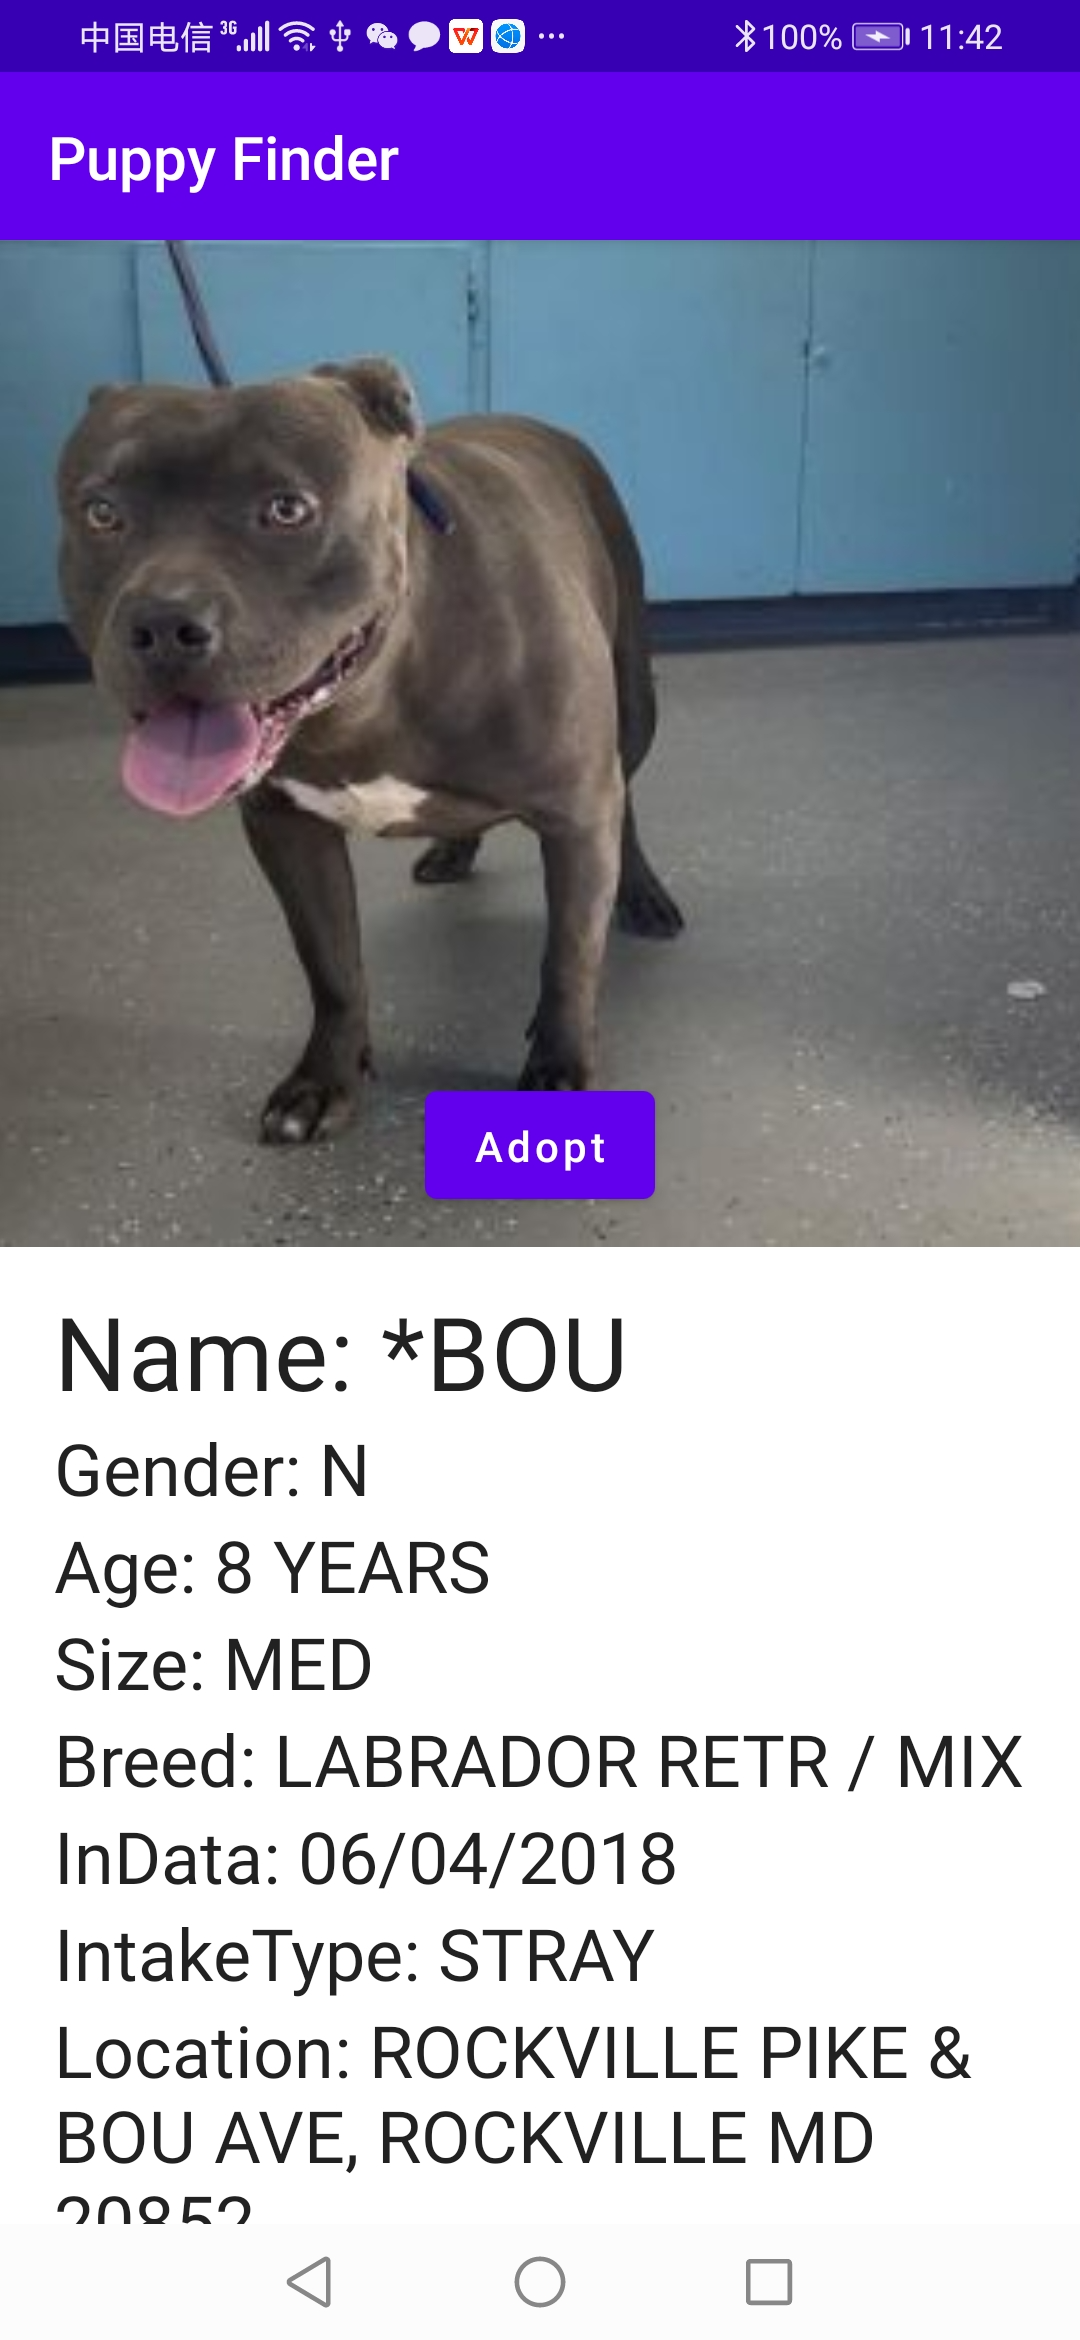 中国电信 3G 100% 11:42
Puppy Finder
Adopt
Name: *BOU
Gender: N
Age: 8 YEARS
Size: MED
Breed: LABRADOR RETR / MIX
InData: 06/04/2018
IntakeType: STRAY
Location: ROCKVILLE PIKE &
BOU AVE, ROCKVILLE MD
20852